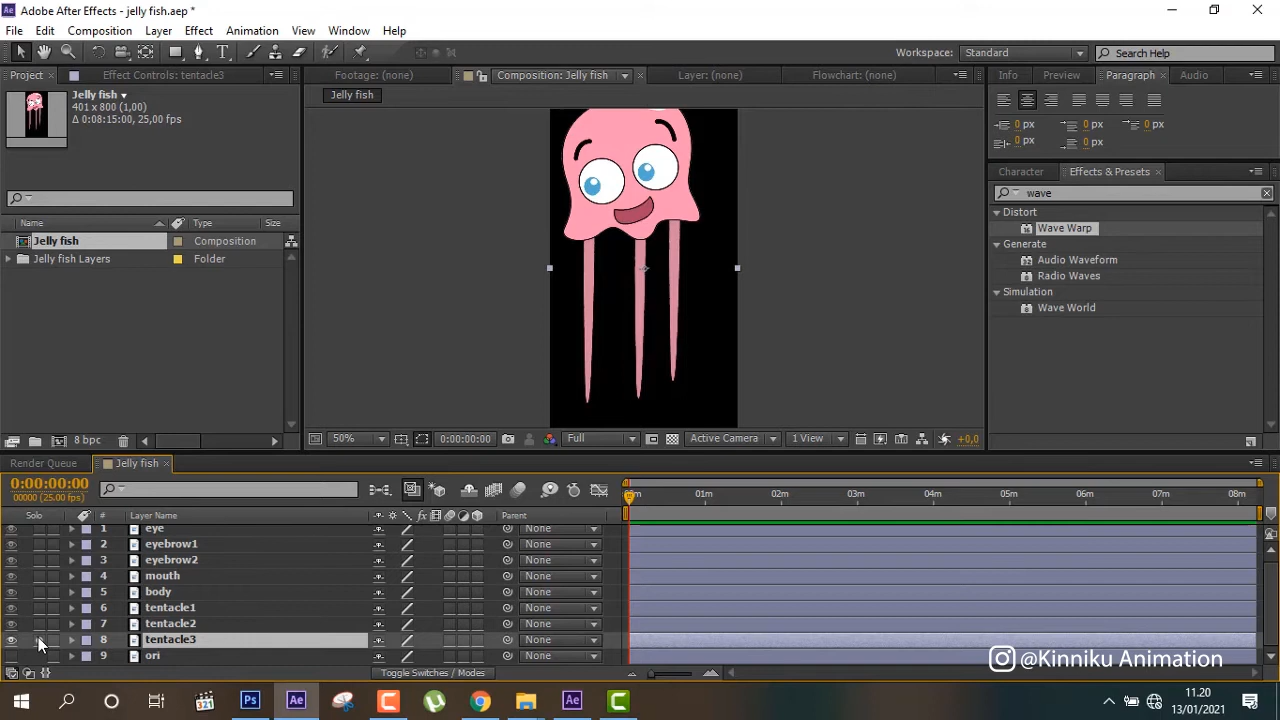 Adobe After Effects - jelly fish.aep *
File Edit Composition Layer Effect Animation View Window Help
Workspace: Standard Search Help
Project Effect Controls: tentacle3 Footage: (none) Composition: Jelly fish Layer: (none) Flowchart: (none) Info Preview Paragraph Audio
Jelly fish
401 x 800 (1,00)
Δ 0:08:15:00, 25,00 fps
Jelly fish
0 px 0 px 0 px
0 px 0 px
Character Effects & Presets
wave
Distort
Wave Warp
Generate
Audio Waveform
Radio Waves
Simulation
Wave World
Name Type Size
Jelly fish Composition
Jelly fish Layers Folder
8 bpc
50% 0:00:00:00 Full Active Camera 1 View +0,0
Render Queue Jelly fish
0:00:00:00
00000 (25.00 fps)
01m 02m 03m 04m 05m 06m 07m 08m
Solo # Layer Name Parent
1 eye None
2 eyebrow1 None
3 eyebrow2 None
4 mouth None
5 body None
6 tentacle1 None
7 tentacle2 None
8 tentacle3 None
9 ori None
Toggle Switches / Modes
@Kinniku Animation
321
Ps Ae Ae
11.20
13/01/2021